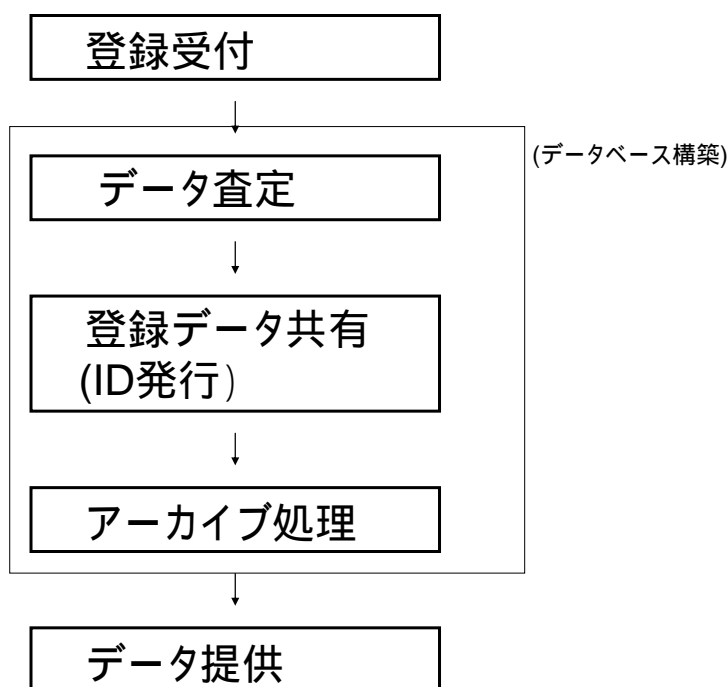 登録受付
(データベース構築)
データ査定
登録データ共有
(ID発行）
アーカイブ処理
データ提供